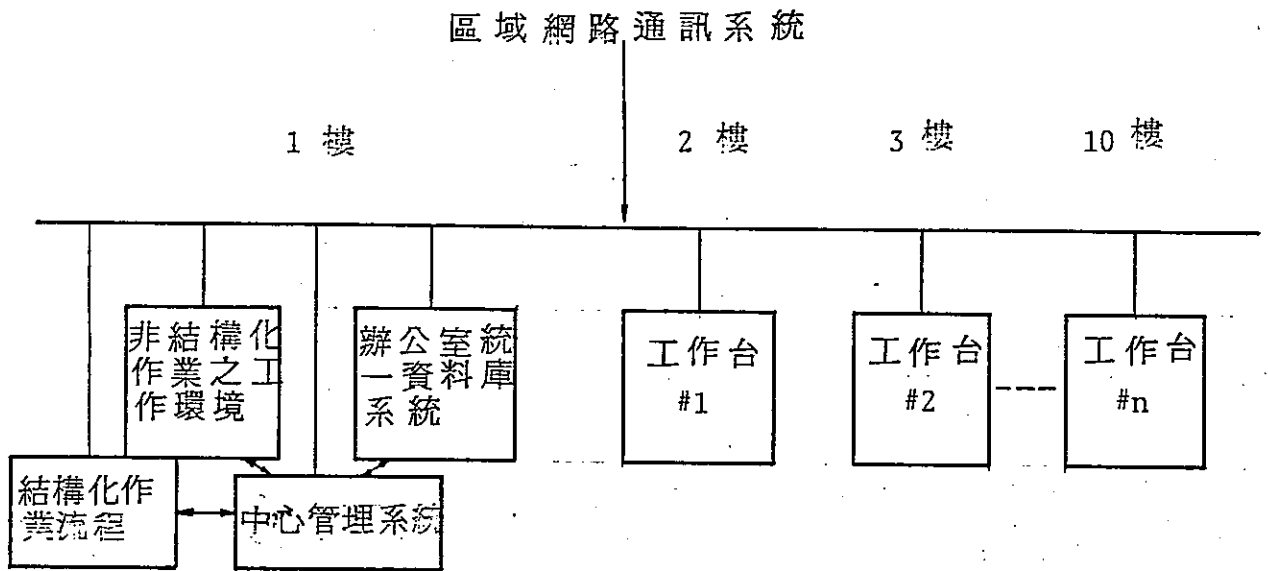 區域網路通訊系統
1 樓
2 樓
3 樓
10 樓
非結構化
作業之工
作環境
辦公室統
一資料庫
系統
工作台
#1
工作台
#2
工作台
#n
結構化作
業流程
中心管理系統